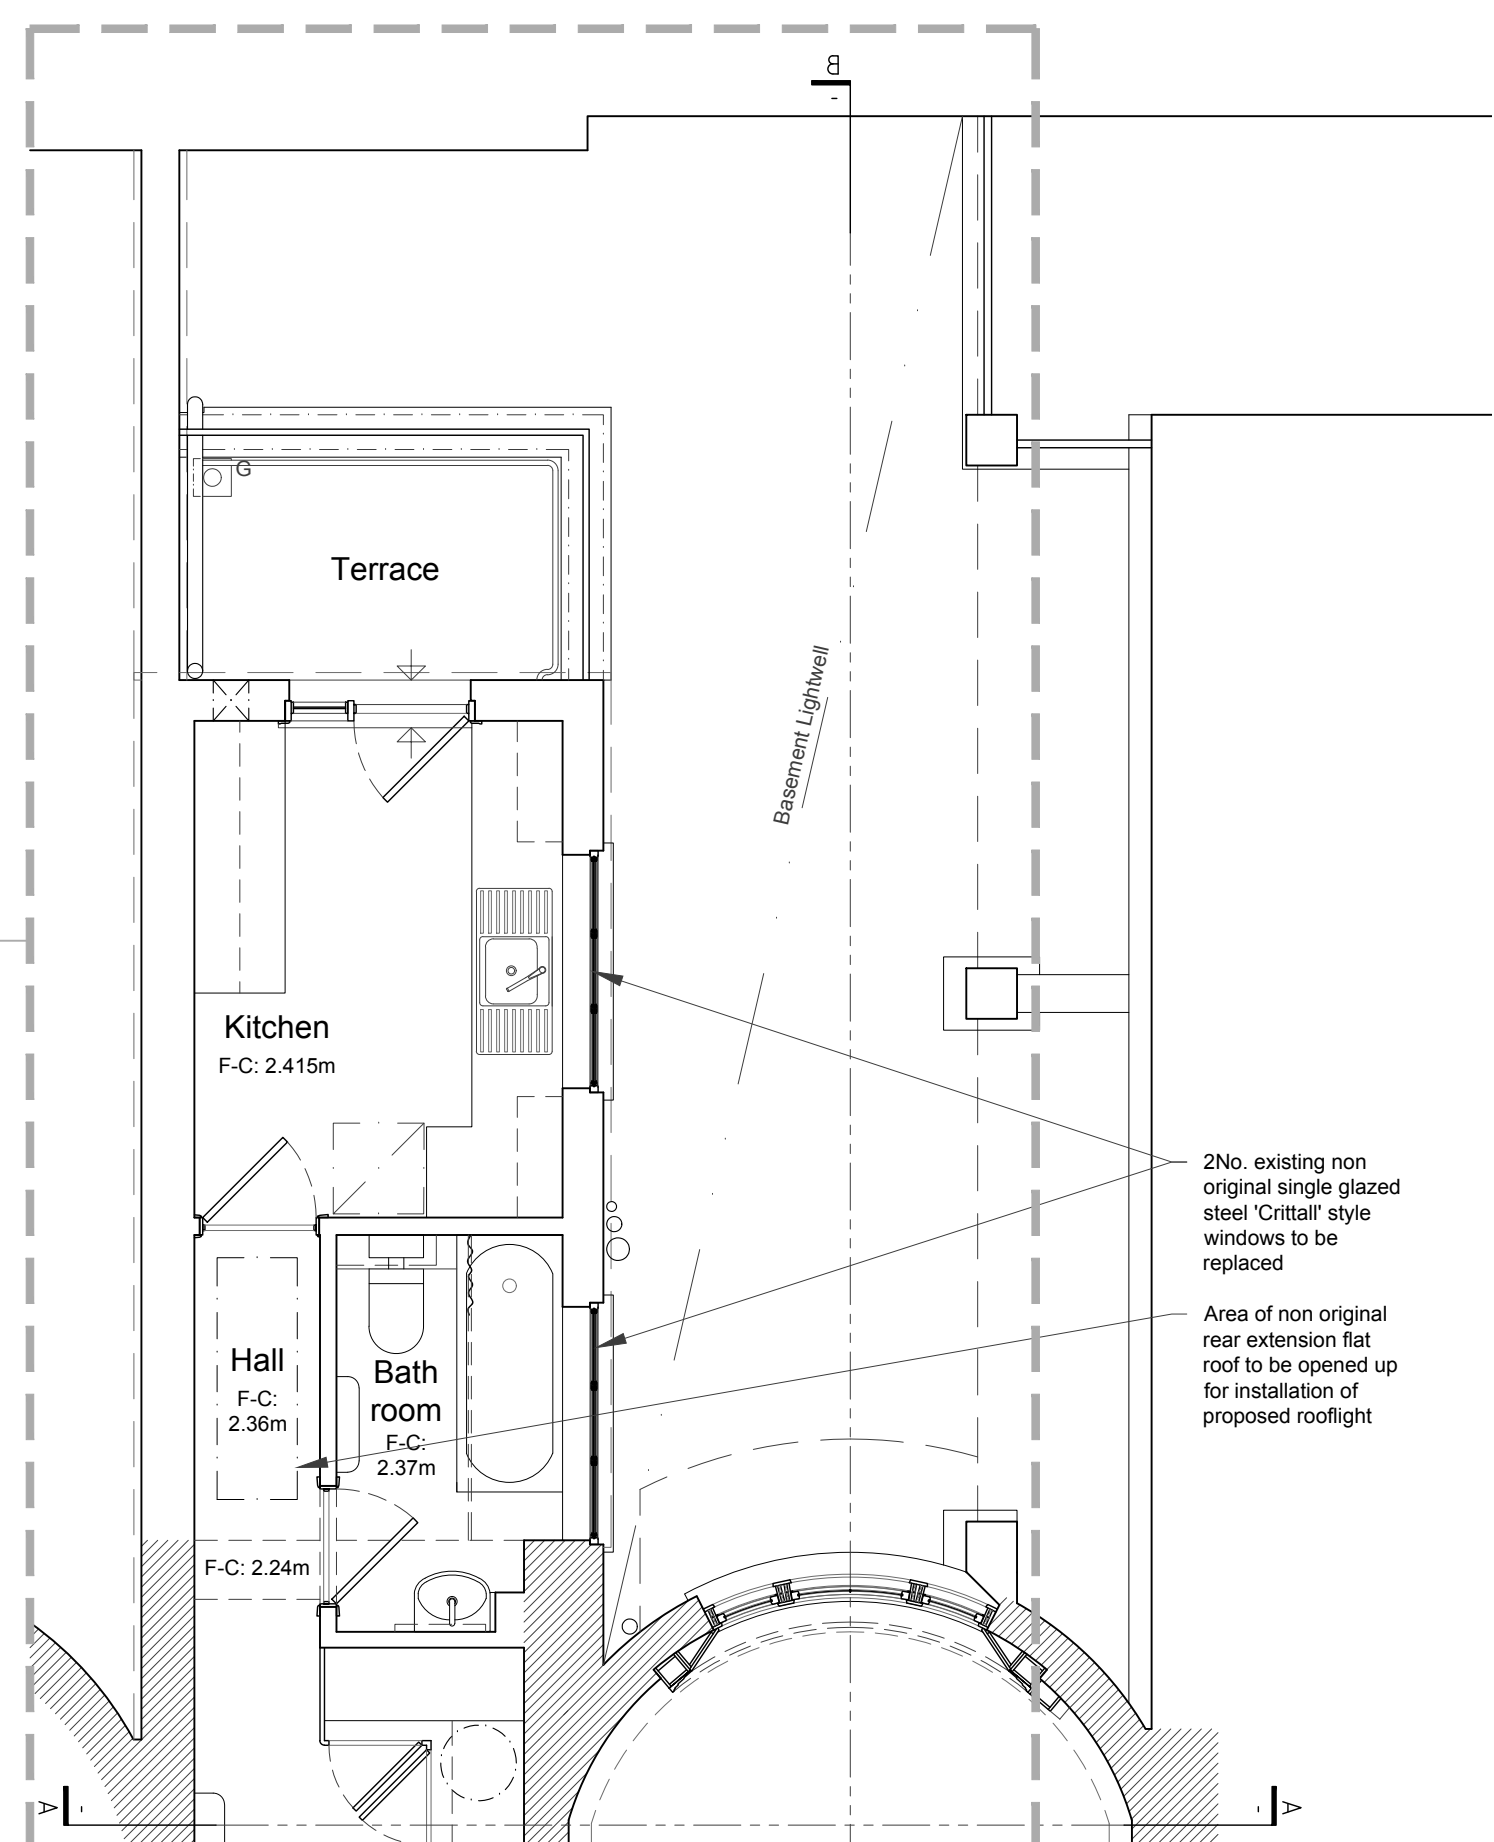 B
-
G
Terrace
Basement Lightwell
Kitchen
F-C: 2.415m
2No. existing non
original single glazed
steel 'Crittall' style
windows to be
replaced
Area of non original
rear extension flat
roof to be opened up
for installation of
proposed rooflight
Hall
F-C:
2.36m
Bath
room
F-C:
2.37m
F-C: 2.24m
A
-
-
A